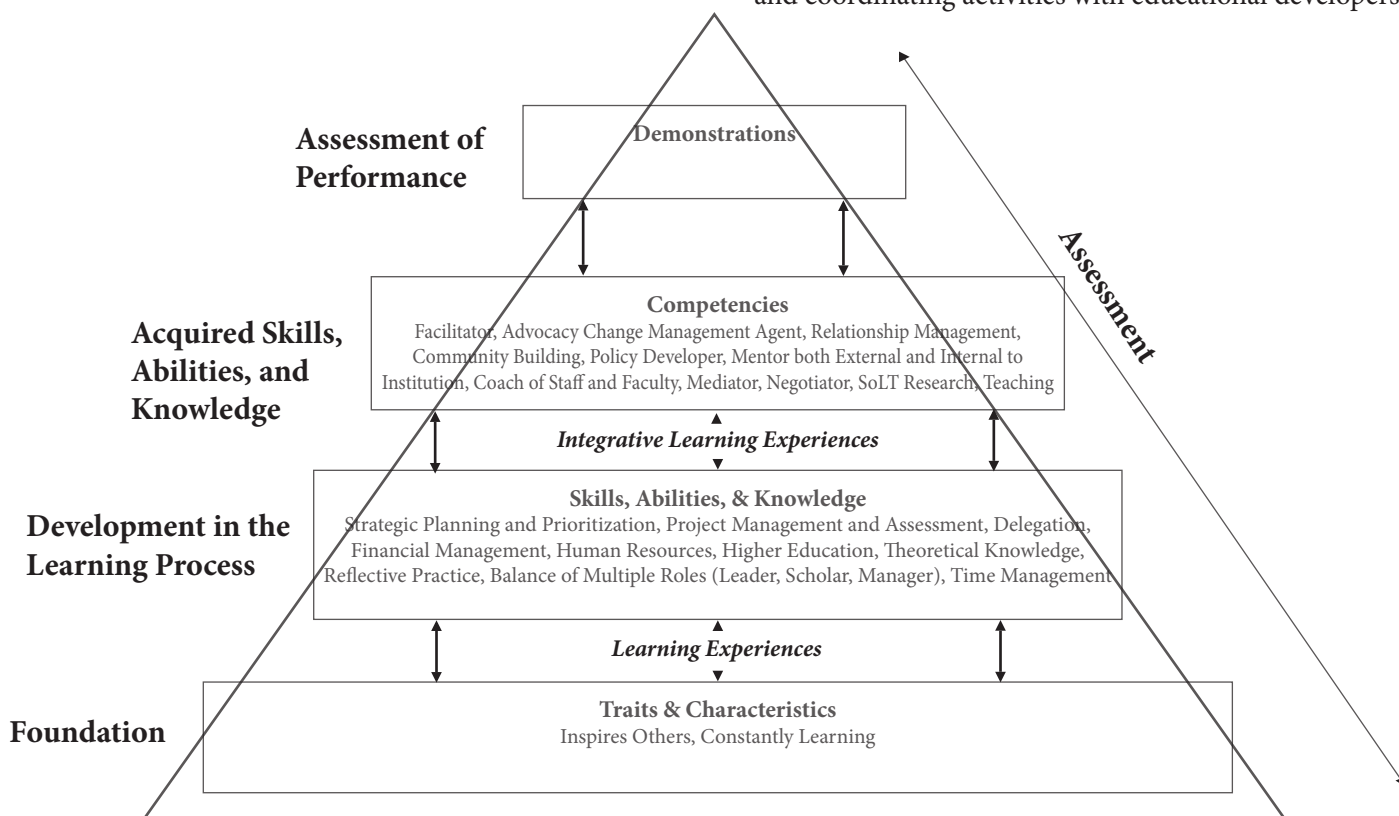 and coordinating activities with educational developers
Assessment of
Performance
Demonstrations
Assessment
Acquired Skills,
Abilities, and
Knowledge
Competencies
Facilitator, Advocacy Change Management Agent, Relationship Management,
Community Building, Policy Developer, Mentor both External and Internal to
Institution, Coach of Staff and Faculty, Mediator, Negotiator, SoLT Research, Teaching
Integrative Learning Experiences
Development in the
Learning Process
Skills, Abilities, & Knowledge
Strategic Planning and Prioritization, Project Management and Assessment, Delegation,
Financial Management, Human Resources, Higher Education, Theoretical Knowledge,
Reflective Practice, Balance of Multiple Roles (Leader, Scholar, Manager), Time Management
Learning Experiences
Foundation
Traits & Characteristics
Inspires Others, Constantly Learning